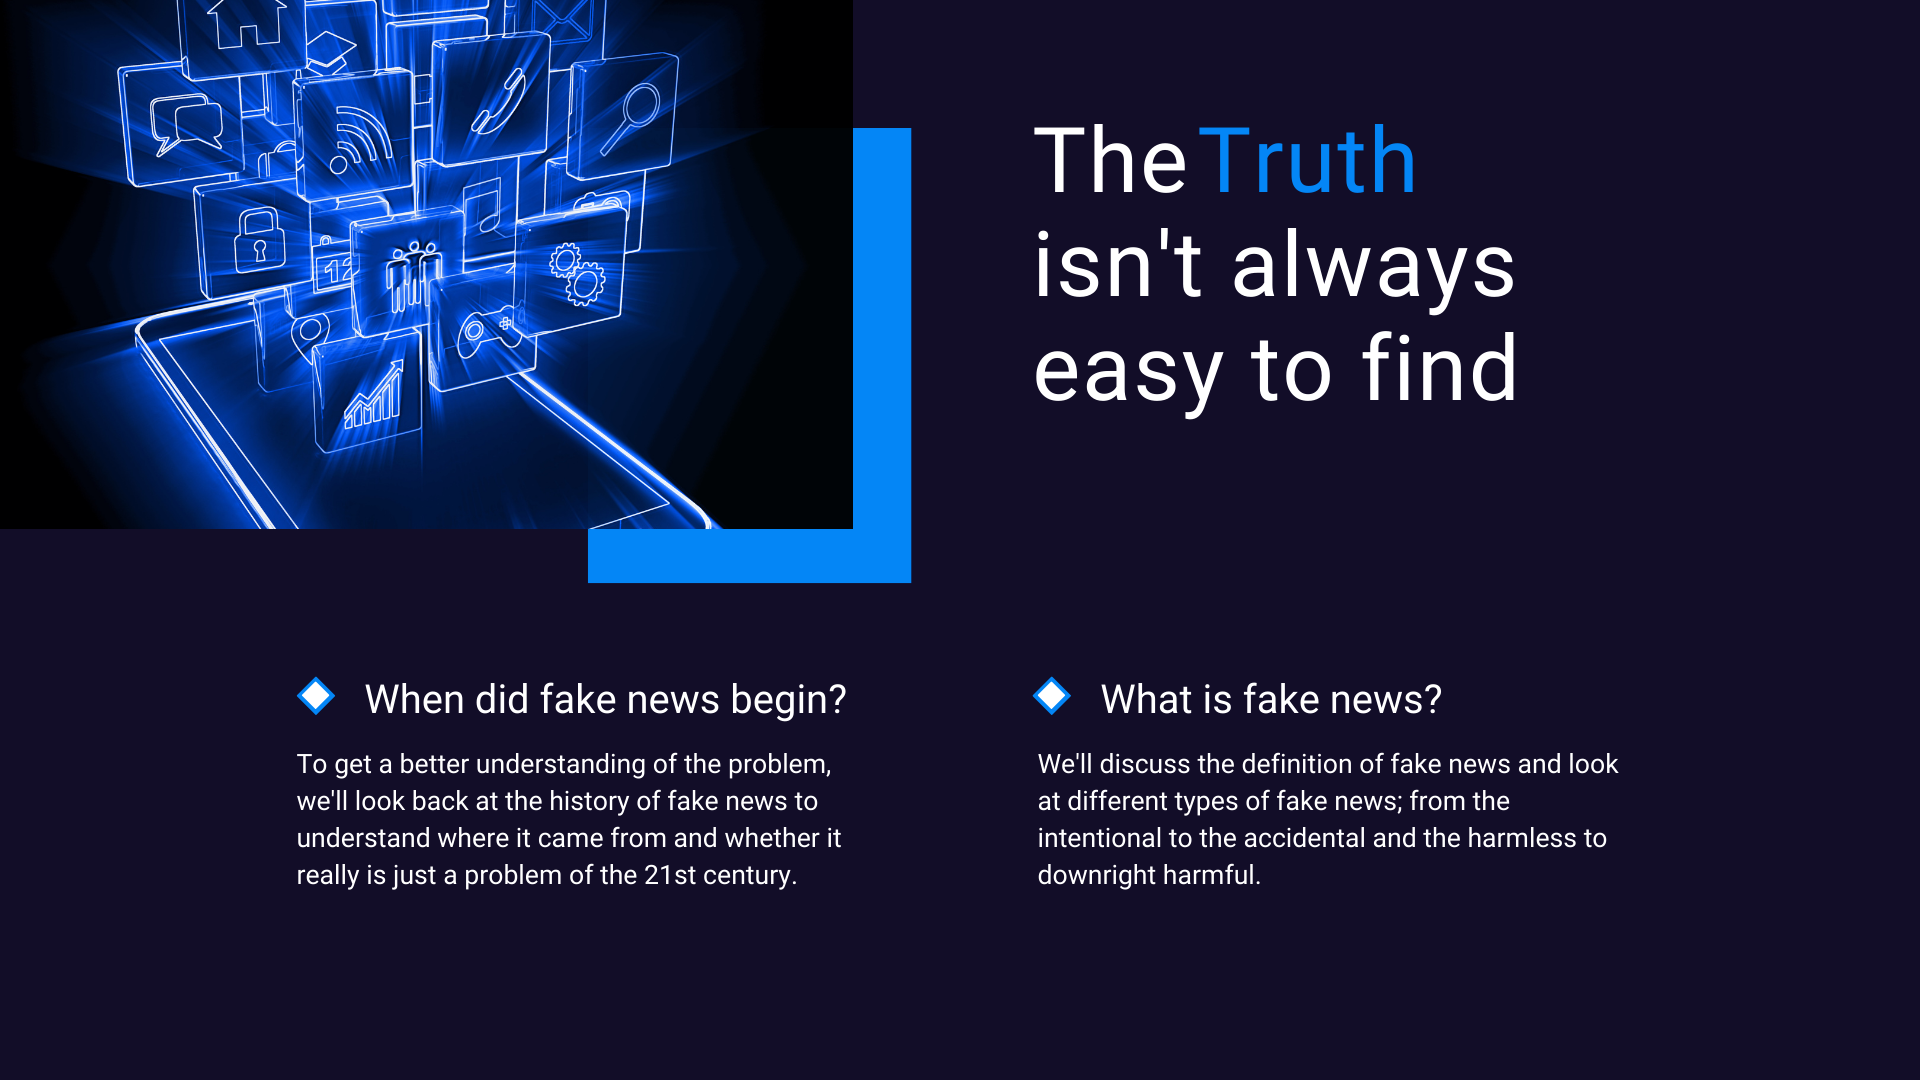 The Truth
isn't always
easy to find
When did fake news begin?
To get a better understanding of the problem,
we'll look back at the history of fake news to
understand where it came from and whether it
really is just a problem of the 21st century.
What is fake news?
We'll discuss the definition of fake news and look
at different types of fake news; from the
intentional to the accidental and the harmless to
downright harmful.